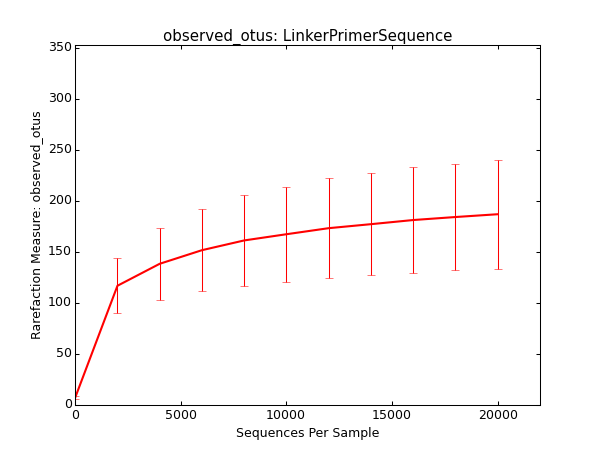 observed_otus: LinkerPrimerSequence
350
300
250
200
150
100
50
0
Rarefaction Measure: observed_otus
0 5000 10000 15000 20000
Sequences Per Sample